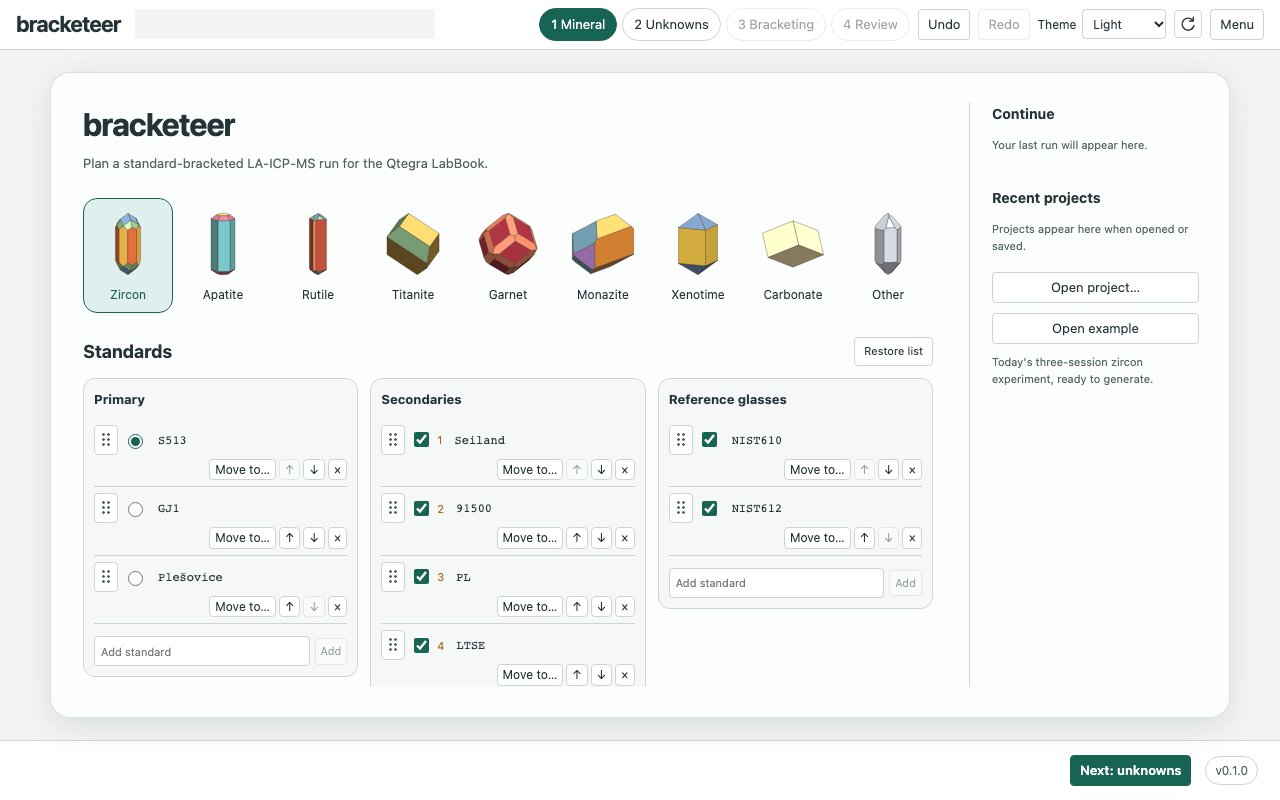 bracketeer
1 Mineral
2 Unknowns
3 Bracketing
4 Review
Undo
Redo
Theme
Light
Menu
bracketeer
Plan a standard-bracketed LA-ICP-MS run for the Qtegra LabBook.
Zircon
Apatite
Rutile
Titanite
Garnet
Monazite
Xenotime
Carbonate
Other
Standards
Restore list
Primary
S513
Move to... ↑ ↓ ×
GJ1
Move to... ↑ ↓ ×
Plešovice
Move to... ↑ ↓ ×
Add standard
Add
Secondaries
1 Seiland
Move to... ↑ ↓ ×
2 91500
Move to... ↑ ↓ ×
3 PL
Move to... ↑ ↓ ×
4 LTSE
Move to... ↑ ↓ ×
Reference glasses
NIST610
Move to... ↑ ↓ ×
NIST612
Move to... ↑ ↓ ×
Add standard
Add
Continue
Your last run will appear here.
Recent projects
Projects appear here when opened or
saved.
Open project...
Open example
Today's three-session zircon
experiment, ready to generate.
Next: unknowns
v0.1.0